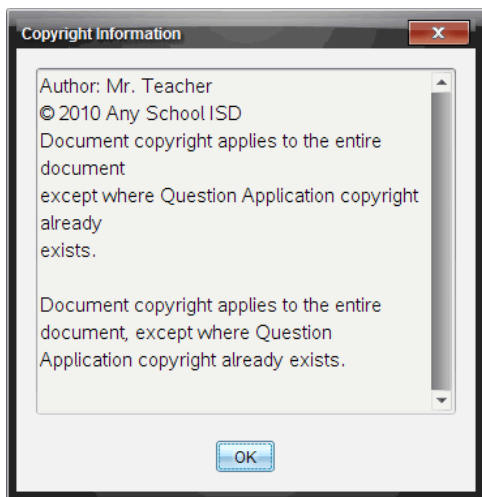 Copyright Information
Author: Mr. Teacher
© 2010 Any School ISD
Document copyright applies to the entire
document
except where Question Application copyright
already
exists.
Document copyright applies to the entire
document, except where Question
Application copyright already exists.
OK